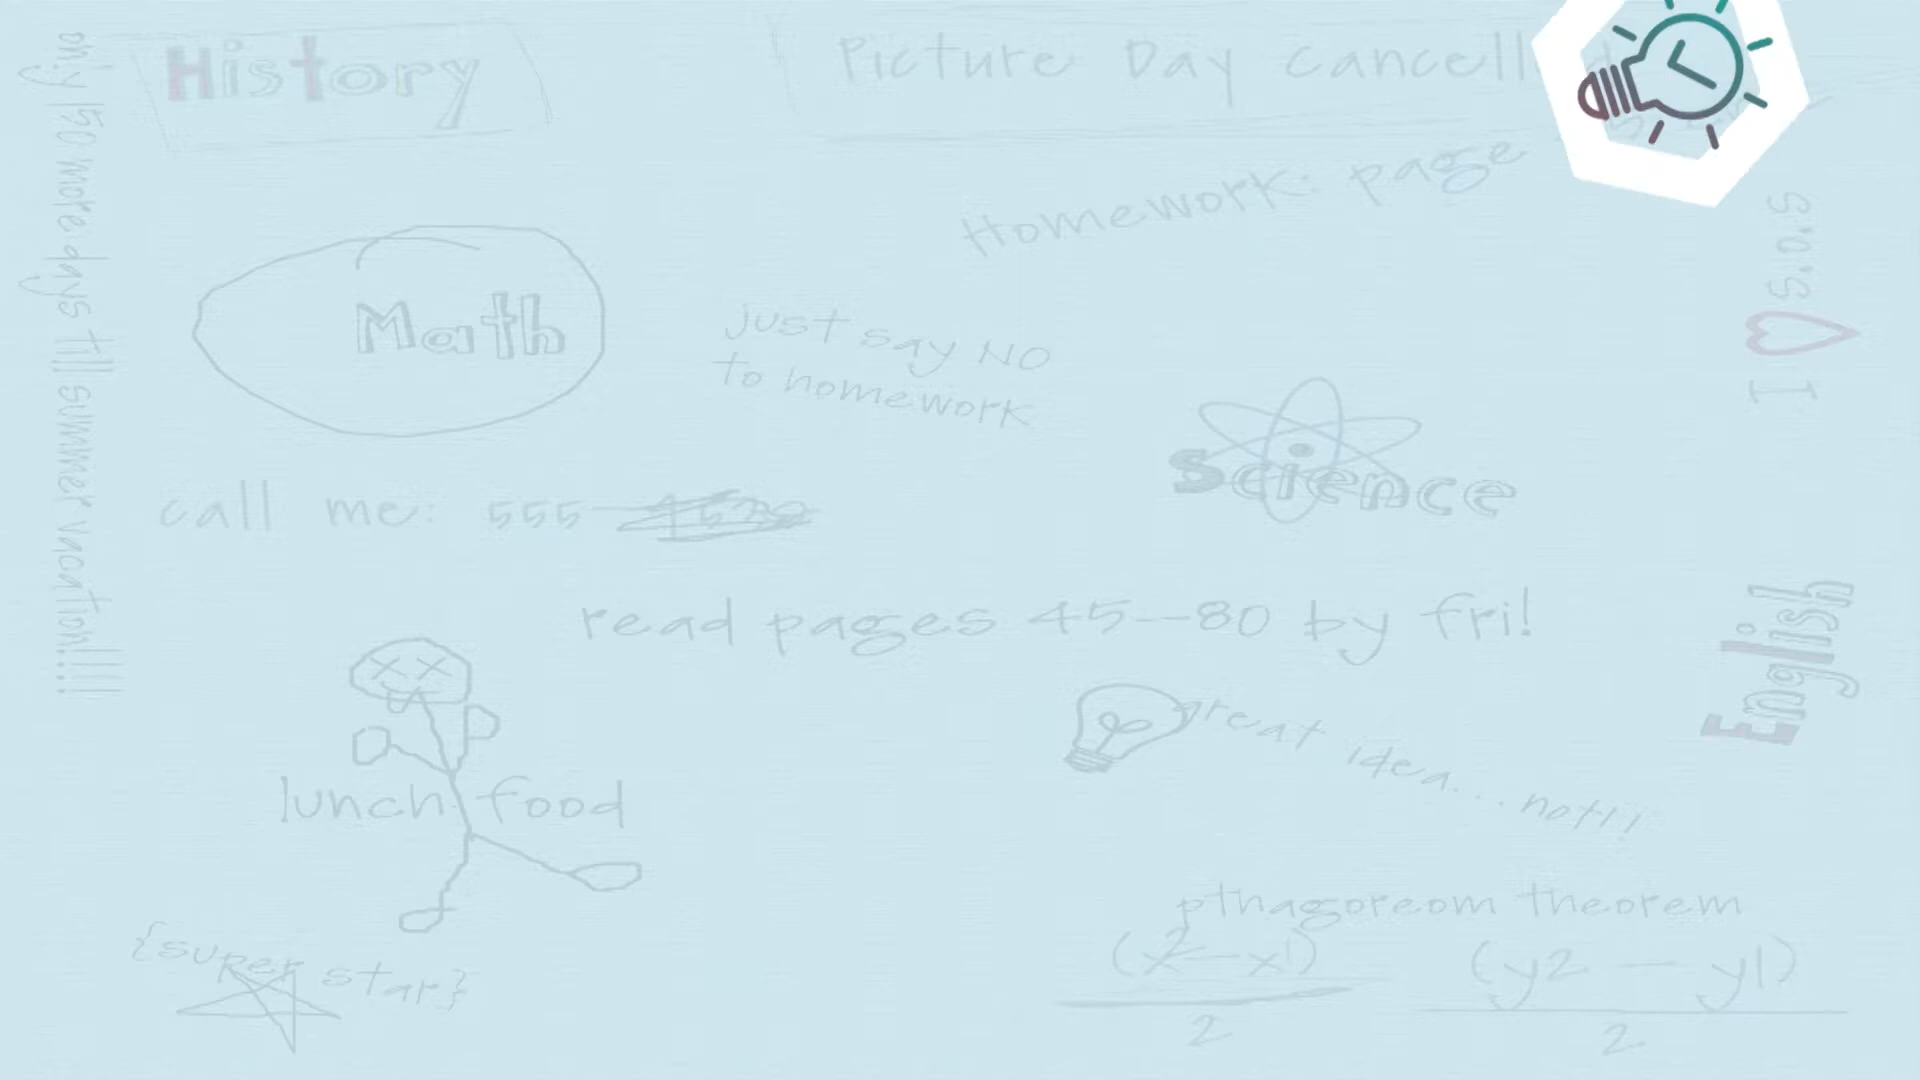 only 150 more days till summer vacation!!!!
History
Picture Day Cancell
Homework: page
I ♡ s.o.s
Math
just say NO
to homework
Science
call me: 555-
read pages 45--80 by fri!
English
great idea... not!!
lunch food
pthagoreom theorem
{super star}
(x2-x1)
2
(y2 - y1)
2